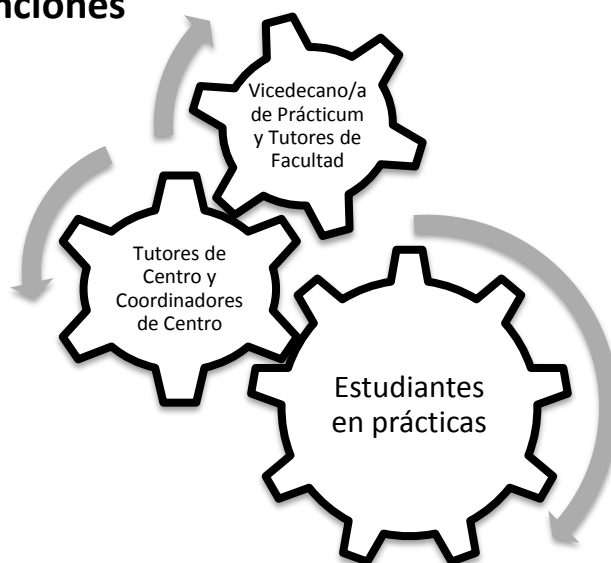 nciones
Vicedecano/a
de Prácticum
y Tutores de
Facultad
Tutores de
Centro y
Coordinadores
de Centro
Estudiantes
en prácticas